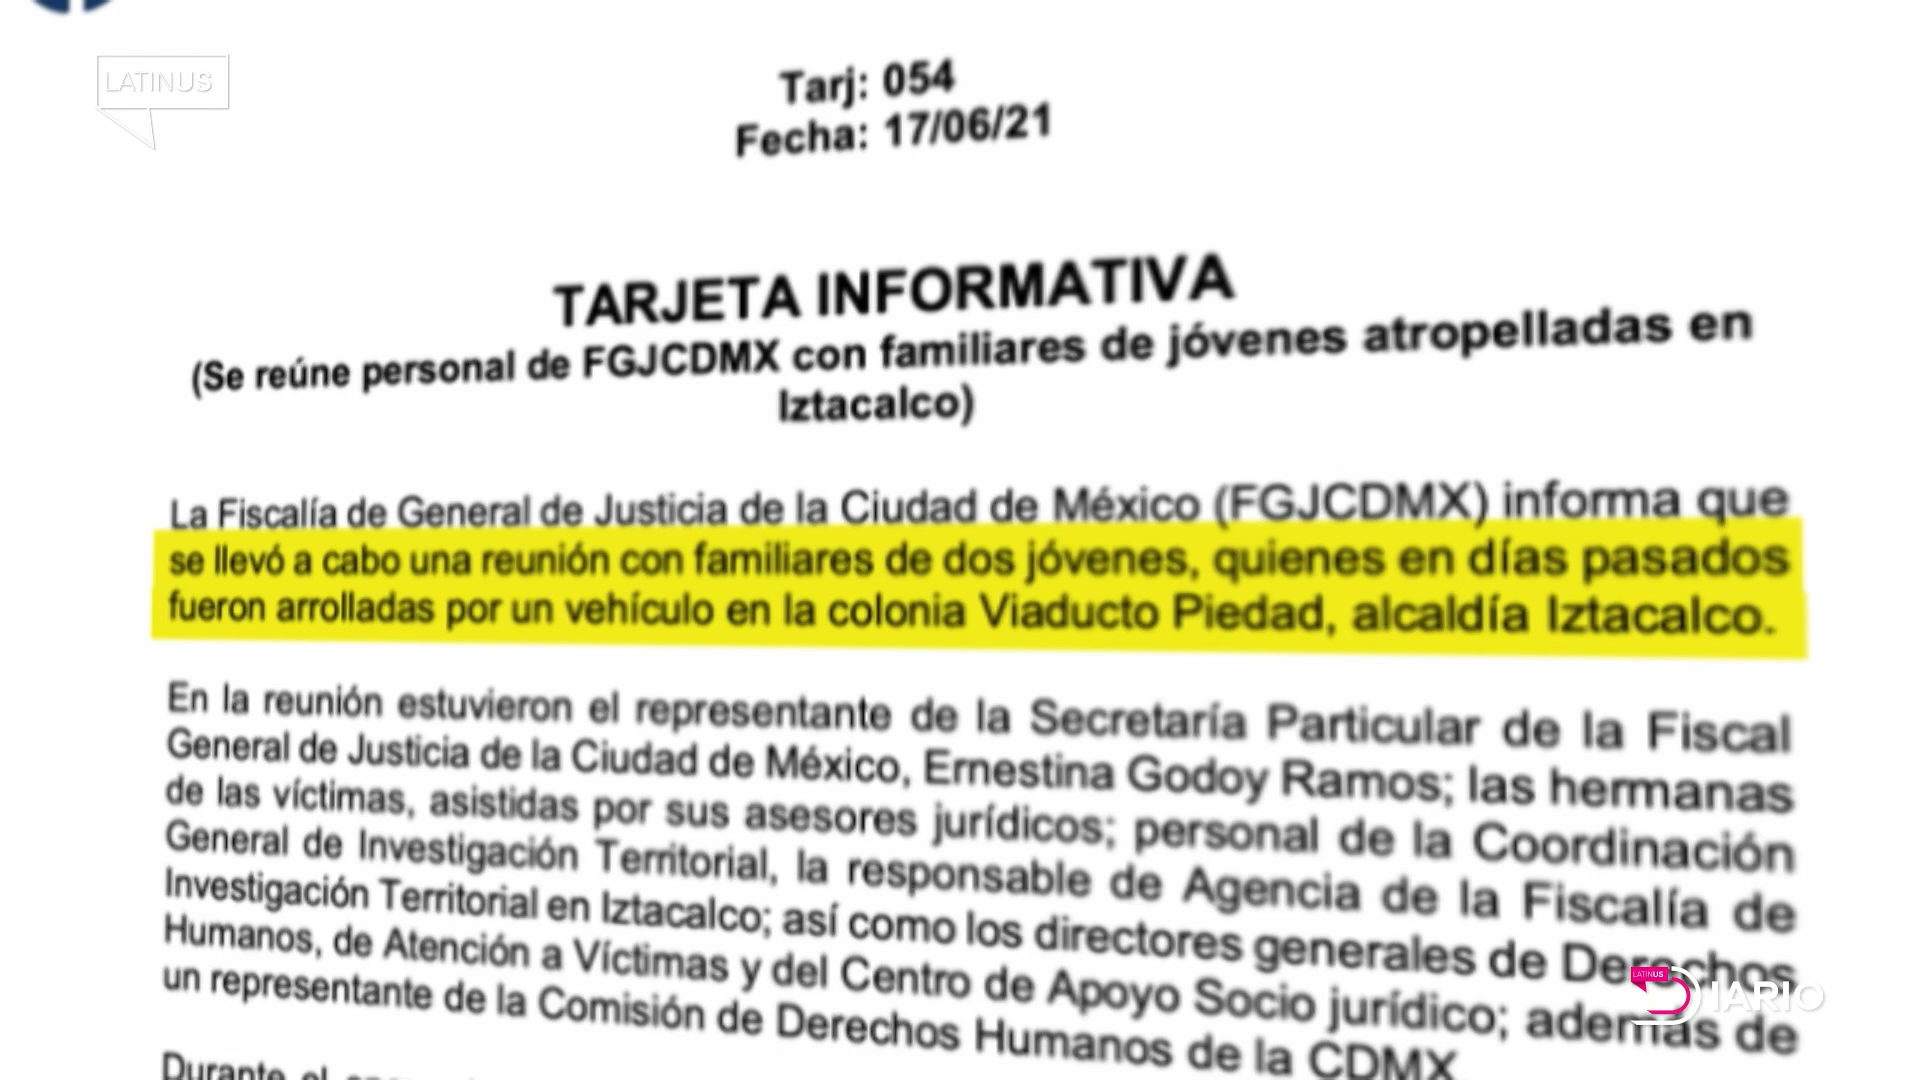 LATINUS
Tarj: 054
Fecha: 17/06/21
TARJETA INFORMATIVA
(Se reúne personal de FGJCDMX con familiares de jóvenes atropelladas en
Iztacalco)
La Fiscalía de General de Justicia de la Ciudad de México (FGJCDMX) informa que
se llevó a cabo una reunión con familiares de dos jóvenes, quienes en días pasados
fueron arrolladas por un vehículo en la colonia Viaducto Piedad, alcaldía Iztacalco.
En la reunión estuvieron el representante de la Secretaría Particular de la Fiscal
General de Justicia de la Ciudad de México, Ernestina Godoy Ramos; las hermanas
de las víctimas, asistidas por sus asesores jurídicos; personal de la Coordinación
General de Investigación Territorial, la responsable de Agencia de la Fiscalía de
Investigación Territorial en Iztacalco; así como los directores generales de Derechos
Humanos, de Atención a Víctimas y del Centro de Apoyo Socio jurídico; además de
un representante de la Comisión de Derechos Humanos de la CDMX
Durante el
LATINUS
DIARIO